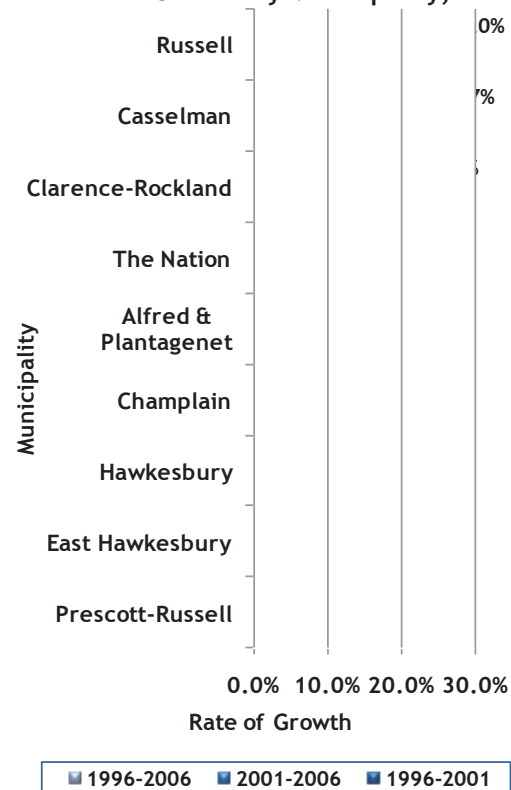 Russell
Casselman
Clarence-Rockland
The Nation
Alfred &
Plantagenet
Champlain
Hawkesbury
East Hawkesbury
Prescott-Russell
Municipality
0.0% 10.0% 20.0% 30.0%
Rate of Growth
1996-2006 2001-2006 1996-2001